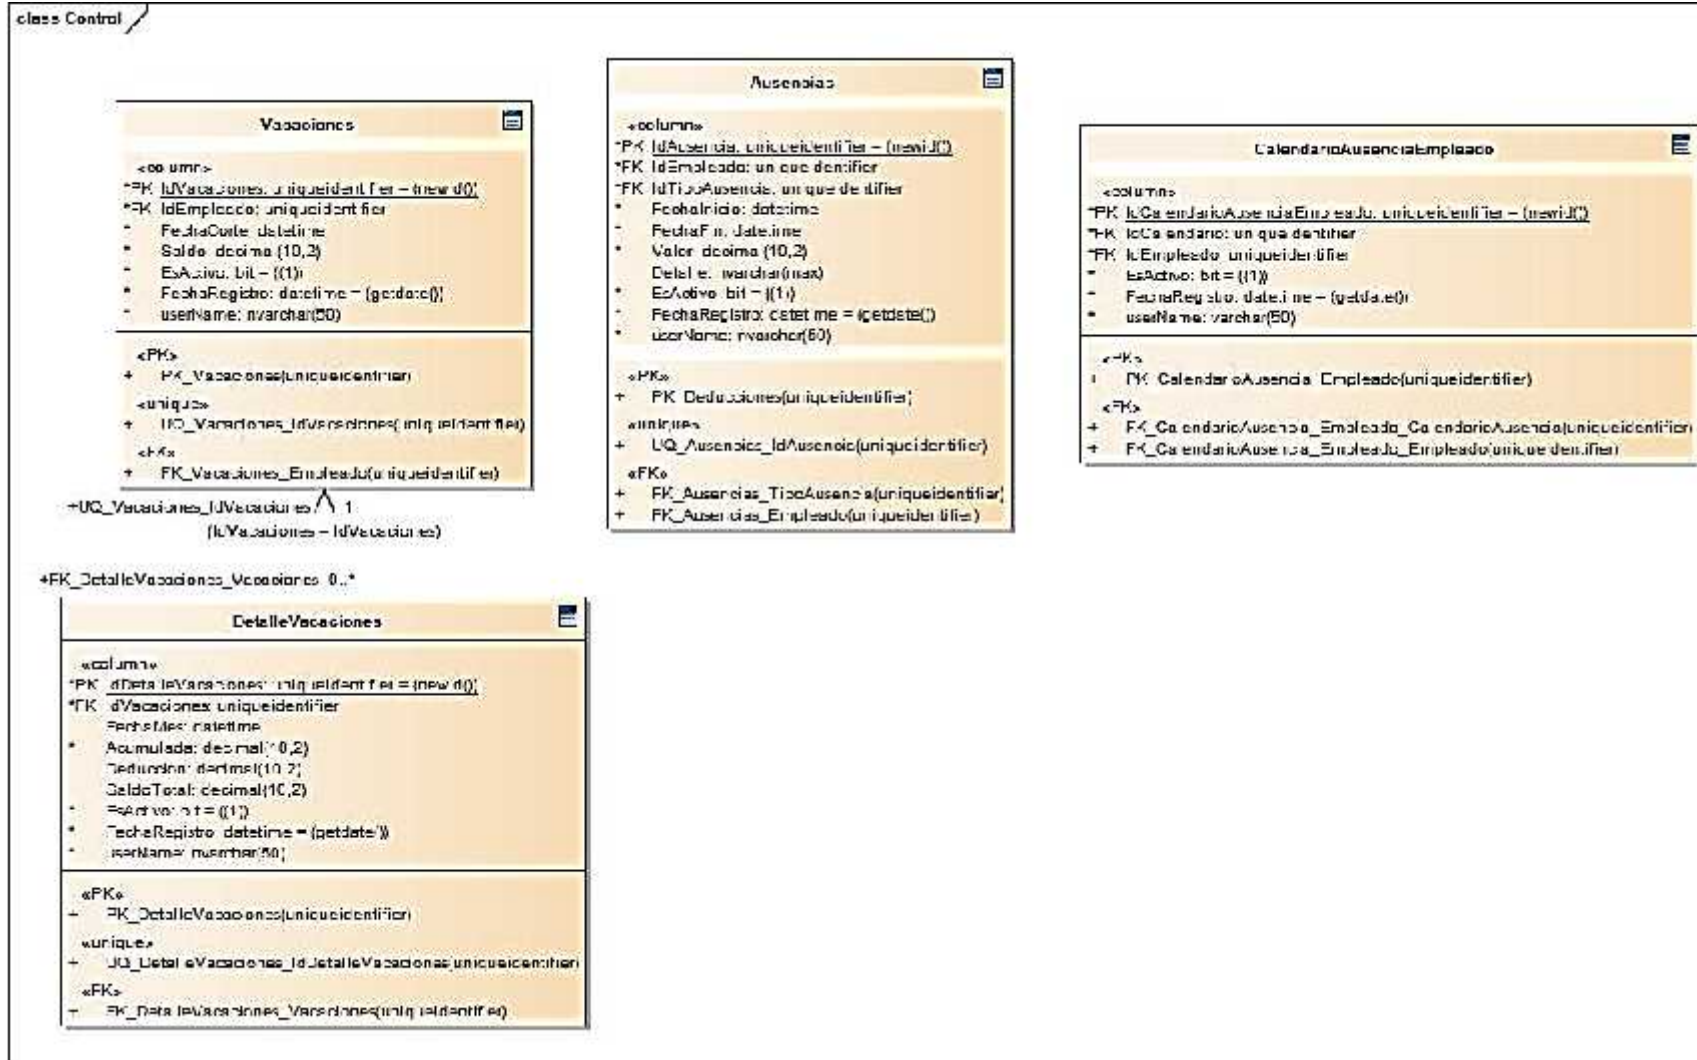 class Control
Vacaciones
«column»
*PK IdVacaciones: uniqueidentifier = (newid())
*FK IdEmpleado: uniqueidentifier
* FechaCorte: datetime
* Saldo: decimal(10,2)
* EsActivo: bit = ((1))
* FechaRegistro: datetime = (getdate())
* userName: nvarchar(50)
«PK»
+ PK_Vacaciones(uniqueidentifier)
«unique»
+ UQ_Vacaciones_IdVacaciones(uniqueidentifier)
«FK»
+ FK_Vacaciones_Empleado(uniqueidentifier)
+UQ_Vacaciones_IdVacaciones 1
(IdVacaciones = IdVacaciones)
+FK_DetalleVacaciones_Vacaciones 0..*
DetalleVacaciones
«column»
*PK IdDetalleVacaciones: uniqueidentifier = (newid())
*FK IdVacaciones: uniqueidentifier
FechaMes: datetime
* Acumulada: decimal(10,2)
Deduccion: decimal(10,2)
SaldoTotal: decimal(10,2)
* EsActivo: bit = ((1))
* FechaRegistro: datetime = (getdate())
* userName: nvarchar(50)
«PK»
+ PK_DetalleVacaciones(uniqueidentifier)
«unique»
+ UQ_DetalleVacaciones_IdDetalleVacaciones(uniqueidentifier)
«FK»
+ FK_DetalleVacaciones_Vacaciones(uniqueidentifier)
Ausencias
«column»
*PK IdAusencia: uniqueidentifier = (newid())
*FK IdEmpleado: uniqueidentifier
*FK IdTipoAusencia: uniqueidentifier
* FechaInicio: datetime
* FechaFin: datetime
* Valor: decimal(10,2)
Detalle: nvarchar(max)
* EsActivo: bit = ((1))
* FechaRegistro: datetime = (getdate())
* userName: nvarchar(50)
«PK»
+ PK_Deducciones(uniqueidentifier)
«unique»
+ UQ_Ausencias_IdAusencia(uniqueidentifier)
«FK»
+ FK_Ausencias_TipoAusencia(uniqueidentifier)
+ FK_Ausencias_Empleado(uniqueidentifier)
CalendarioAusenciaEmpleado
«column»
*PK IdCalendarioAusenciaEmpleado: uniqueidentifier = (newid())
*FK IdCalendario: uniqueidentifier
*FK IdEmpleado: uniqueidentifier
* EsActivo: bit = ((1))
* FechaRegistro: datetime = (getdate())
* userName: varchar(50)
«PK»
+ PK_CalendarioAusencia_Empleado(uniqueidentifier)
«FK»
+ FK_CalendarioAusencia_Empleado_CalendarioAusencia(uniqueidentifier)
+ FK_CalendarioAusencia_Empleado_Empleado(uniqueidentifier)